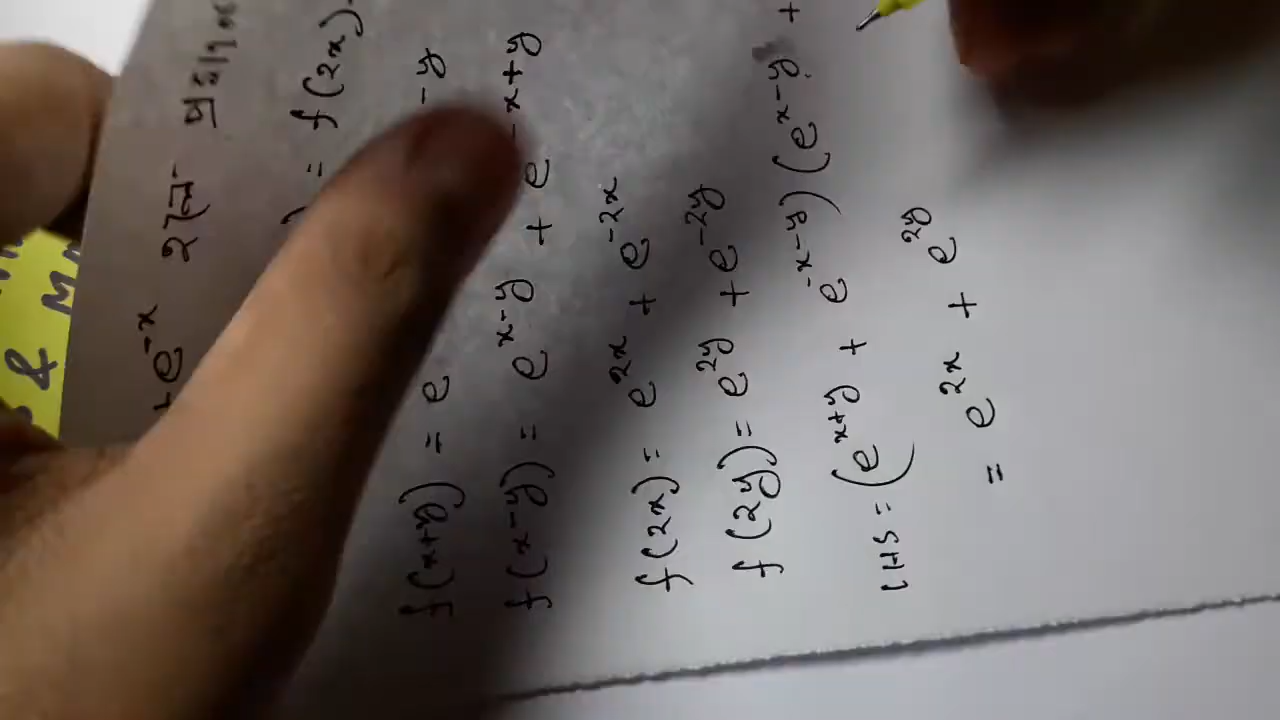 &
+e^{-x}
) = f(2x)
f(x+y) = e -y
f(x-y) = e^{x-y} + e^{-x+y}
f(2x) = e^{2x} + e^{-2x}
f(2y) = e^{2y} + e^{-2y}
LHS = (e^{x+y} + e^{-x-y}) (e^{x-y} +
= e^{2x} + e^{2y}